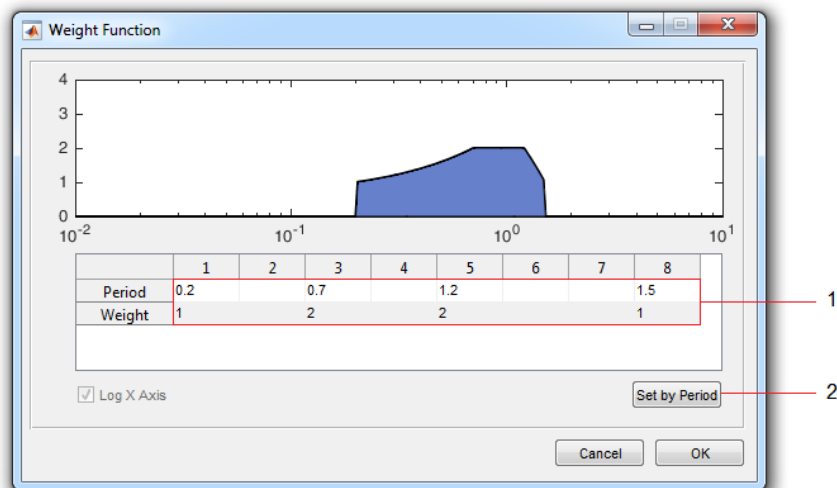 Weight Function
4
3
2
1
0
10-2 10-1 100 101
1 2 3 4 5 6 7 8
Period 0.2 0.7 1.2 1.5
Weight 1 2 2 1
1
Log X Axis
Set by Period
2
Cancel OK